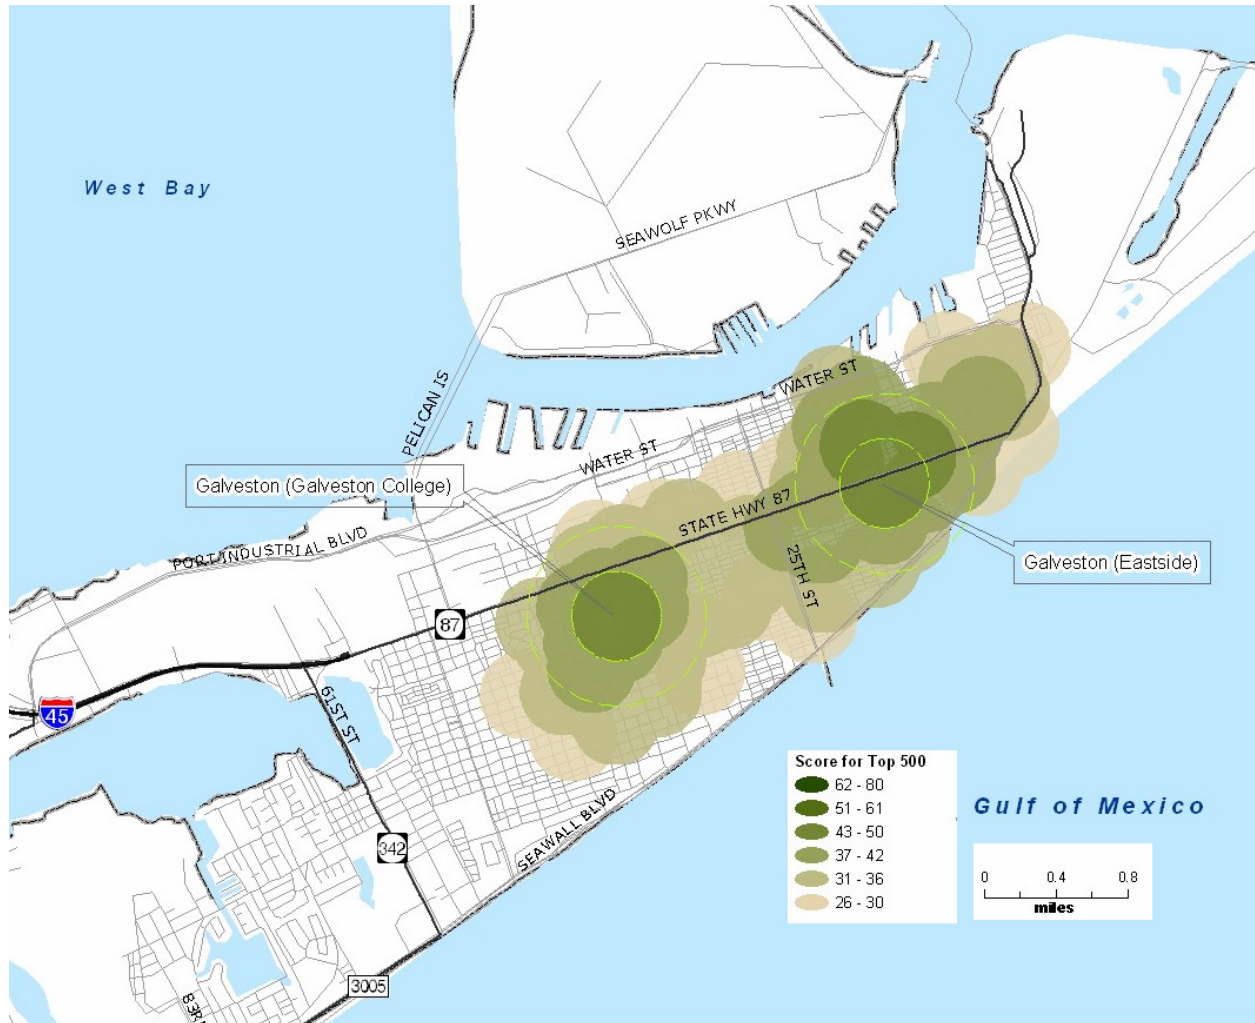 West Bay
SEAWOLF PKWY
PELICAN IS
WATER ST
WATER ST
Galveston (Galveston College)
STATE HWY 87
PORT INDUSTRIAL BLVD
25TH ST
Galveston (Eastside)
87
61ST ST
45
Score for Top 500
62 - 80
51 - 61
43 - 50
37 - 42
31 - 36
26 - 30
Gulf of Mexico
0 0.4 0.8
miles
SEAWALL BLVD
342
3005